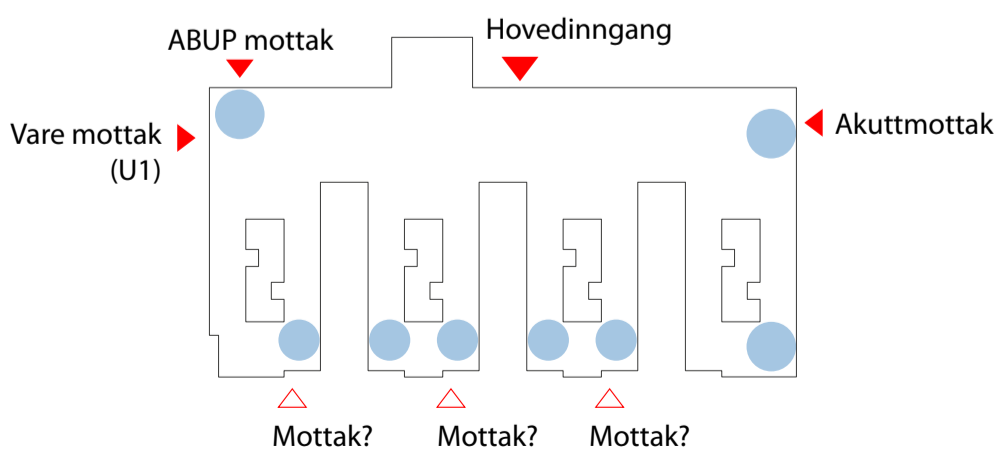 Hovedinngang
ABUP mottak
Vare mottak
(U1)
Akuttmottak
Mottak?
Mottak?
Mottak?